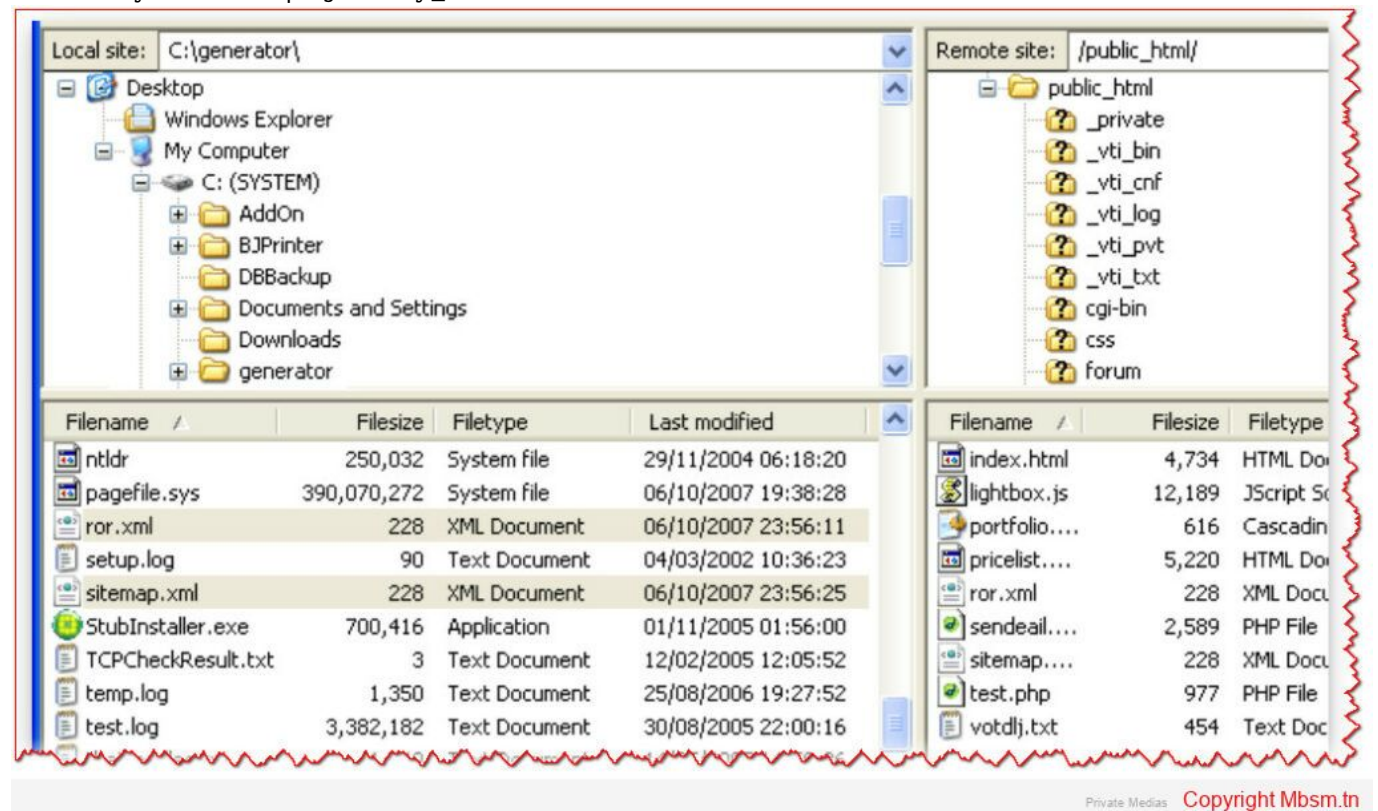 Local site: C:\generator\
Desktop
Windows Explorer
My Computer
C: (SYSTEM)
AddOn
BJPrinter
DBBackup
Documents and Settings
Downloads
generator
Remote site: /public_html/
public_html
_private
_vti_bin
_vti_cnf
_vti_log
_vti_pvt
_vti_txt
cgi-bin
css
forum
Filename Filesize Filetype Last modified
ntldr 250,032 System file 29/11/2004 06:18:20
pagefile.sys 390,070,272 System file 06/10/2007 19:38:28
ror.xml 228 XML Document 06/10/2007 23:56:11
setup.log 90 Text Document 04/03/2002 10:36:23
sitemap.xml 228 XML Document 06/10/2007 23:56:25
StubInstaller.exe 700,416 Application 01/11/2005 01:56:00
TCPCheckResult.txt 3 Text Document 12/02/2005 12:05:52
temp.log 1,350 Text Document 25/08/2006 19:27:52
test.log 3,382,182 Text Document 30/08/2005 22:00:16
Filename Filesize Filetype
index.html 4,734 HTML Do
lightbox.js 12,189 JScript Sc
portfolio.... 616 Cascadin
pricelist.... 5,220 HTML Do
ror.xml 228 XML Docu
sendeail.... 2,589 PHP File
sitemap.... 228 XML Docu
test.php 977 PHP File
votdlj.txt 454 Text Doc
Private Medias Copyright Mbsm.tn